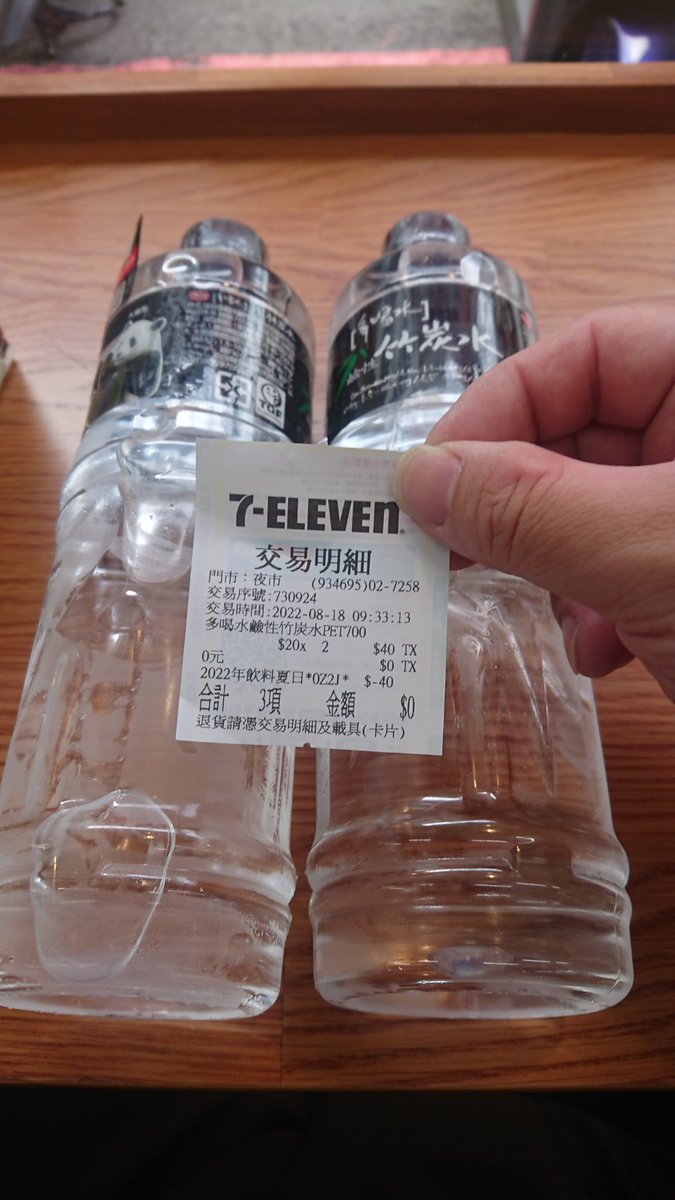 [多喝水]
竹炭水
7-ELEVEn
交易明細
門市：夜市 (934695)02-7258
交易序號:730924
交易時間:2022-08-18 09:33:13
多喝水鹼性竹炭水PET700
$20x 2 $40 TX
0元 $0 TX
2022年飲料夏日*0Z2J* $-40
合計 3項 金額 $0
退貨請憑交易明細及載具(卡片)